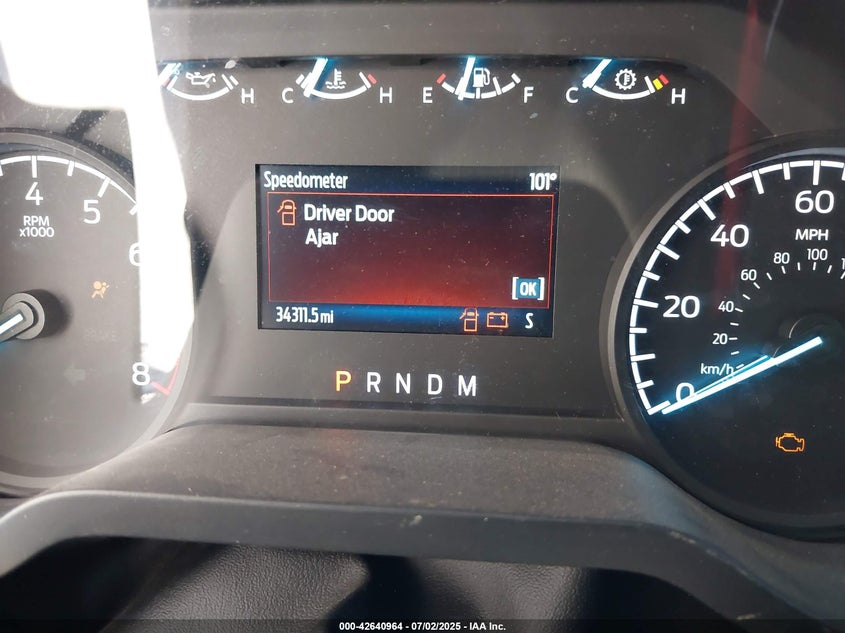 H C H E F C H
Speedometer 101°
Driver Door
Ajar
[OK]
34311.5 mi S
P R N D M
4 5 6 8
RPM
x1000
BRAKE
0 20 40 60
MPH
20 40 60 80 100
km/h
000-42640964 - 07/02/2025 - IAA Inc.